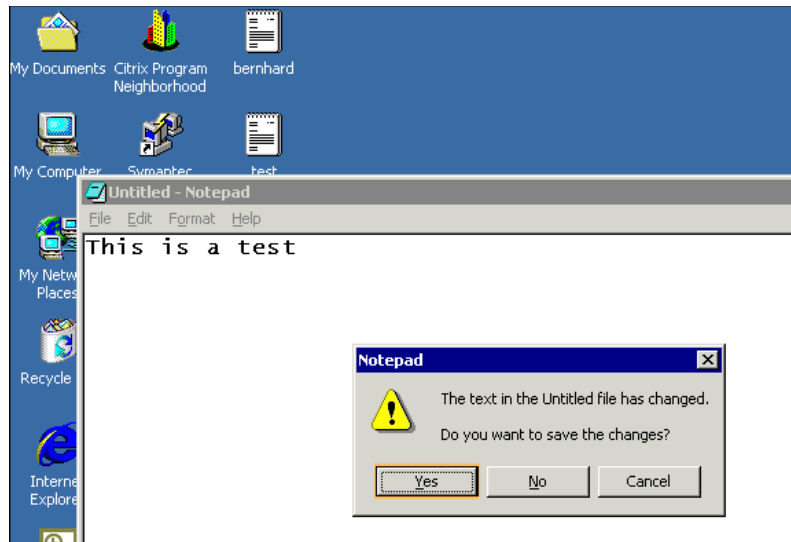 My Documents
Citrix Program
Neighborhood
bernhard
My Computer
Symantec
test
Untitled - Notepad
File Edit Format Help
This is a test
My Netw
Places
Recycle
Interne
Explore
Notepad
The text in the Untitled file has changed.
Do you want to save the changes?
Yes No Cancel